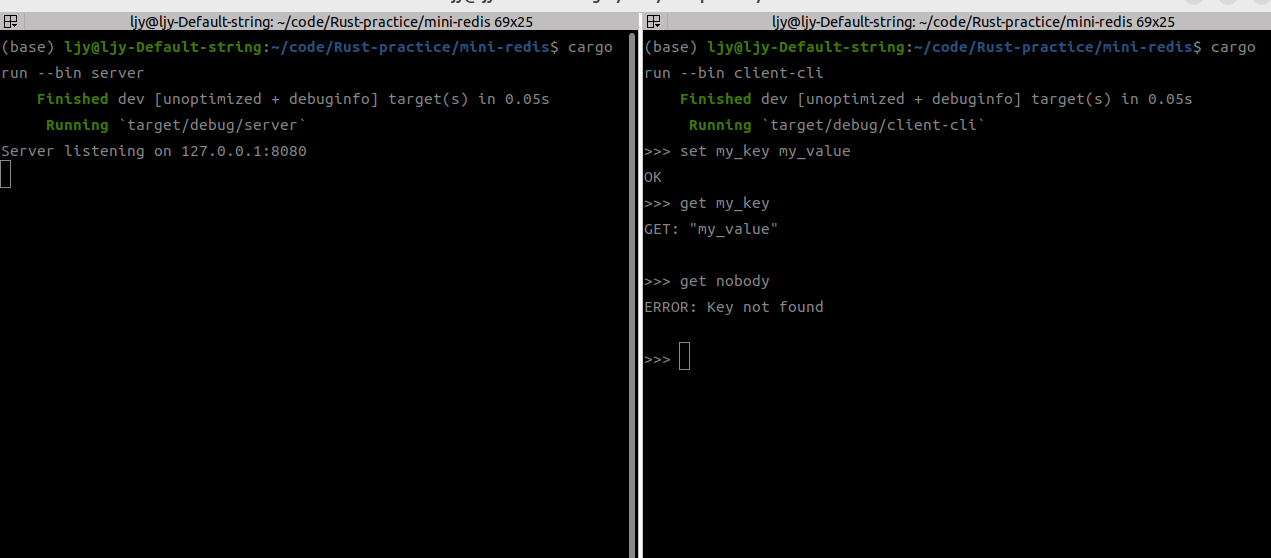 ljy@ljy-Default-string: ~/code/Rust-practice/mini-redis 69x25
(base) ljy@ljy-Default-string:~/code/Rust-practice/mini-redis$ cargo
run --bin server
    Finished dev [unoptimized + debuginfo] target(s) in 0.05s
     Running `target/debug/server`
Server listening on 127.0.0.1:8080
ljy@ljy-Default-string: ~/code/Rust-practice/mini-redis 69x25
(base) ljy@ljy-Default-string:~/code/Rust-practice/mini-redis$ cargo
run --bin client-cli
    Finished dev [unoptimized + debuginfo] target(s) in 0.05s
     Running `target/debug/client-cli`
>>> set my_key my_value
OK
>>> get my_key
GET: "my_value"
>>> get nobody
ERROR: Key not found
>>>